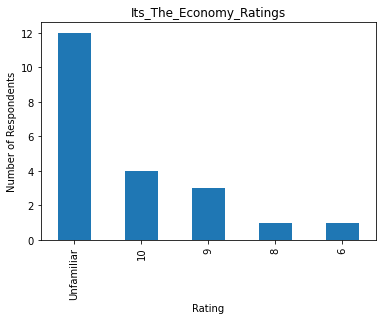 Its_The_Economy_Ratings
Number of Respondents
12
10
8
6
4
2
0
Unfamiliar
10
9
8
6
Rating